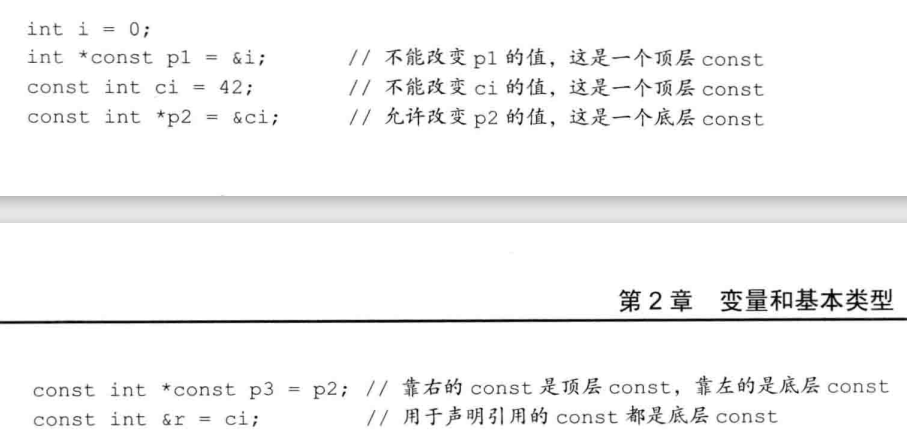 int i = 0;
int *const p1 = &i; // 不能改变 p1 的值，这是一个顶层 const
const int ci = 42; // 不能改变 ci 的值，这是一个顶层 const
const int *p2 = &ci; // 允许改变 p2 的值，这是一个底层 const
第 2 章 变量和基本类型
const int *const p3 = p2; // 靠右的 const 是顶层 const，靠左的是底层 const
const int &r = ci; // 用于声明引用的 const 都是底层 const